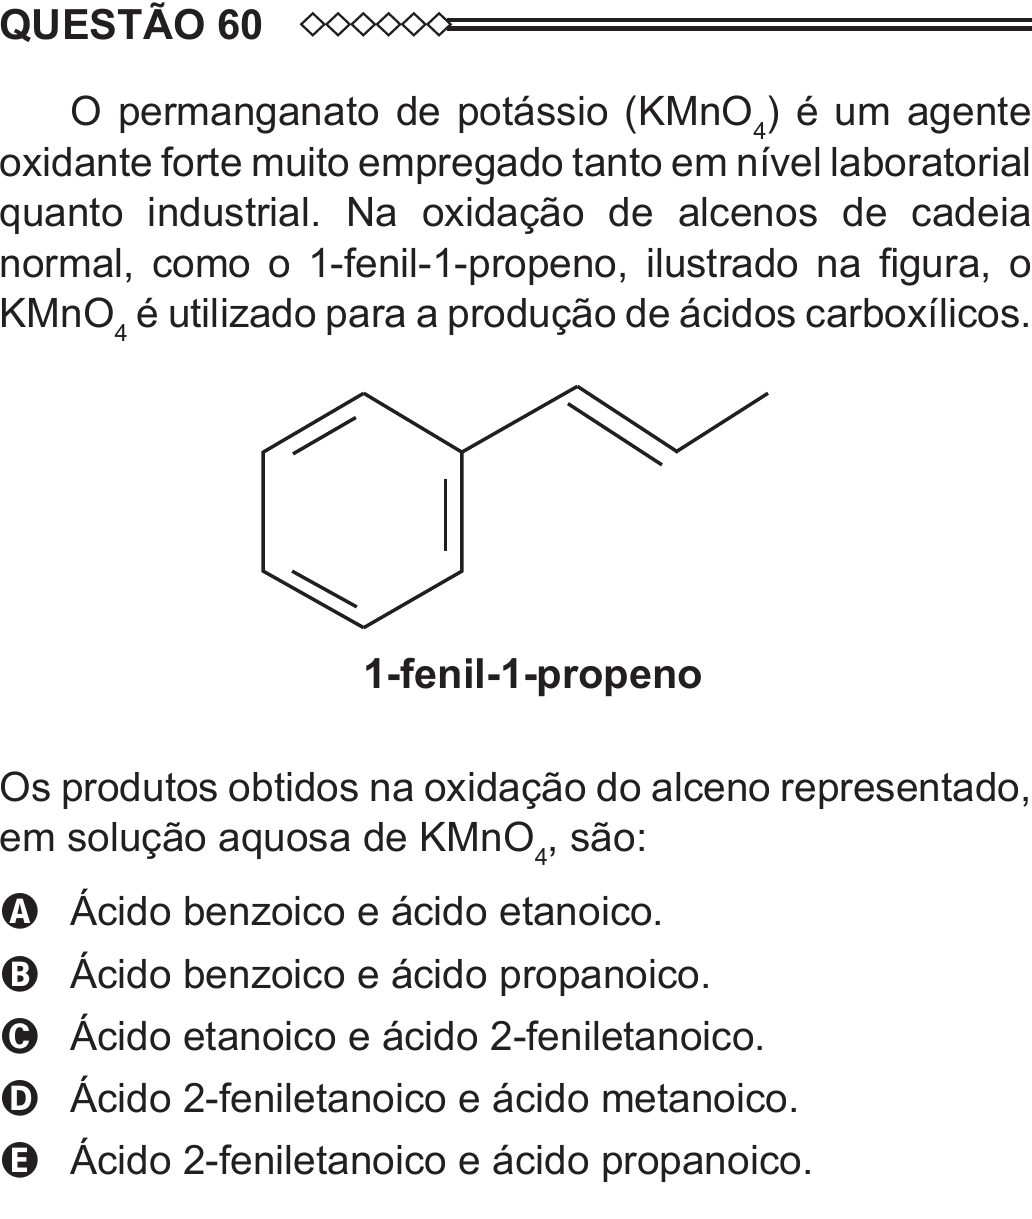 QUESTÃO 60
O permanganato de potássio (KMnO₄) é um agente
oxidante forte muito empregado tanto em nível laboratorial
quanto industrial. Na oxidação de alcenos de cadeia
normal, como o 1-fenil-1-propeno, ilustrado na figura, o
KMnO₄ é utilizado para a produção de ácidos carboxílicos.
1-fenil-1-propeno
Os produtos obtidos na oxidação do alceno representado,
em solução aquosa de KMnO₄, são:
A Ácido benzoico e ácido etanoico.
B Ácido benzoico e ácido propanoico.
C Ácido etanoico e ácido 2-feniletanoico.
D Ácido 2-feniletanoico e ácido metanoico.
E Ácido 2-feniletanoico e ácido propanoico.